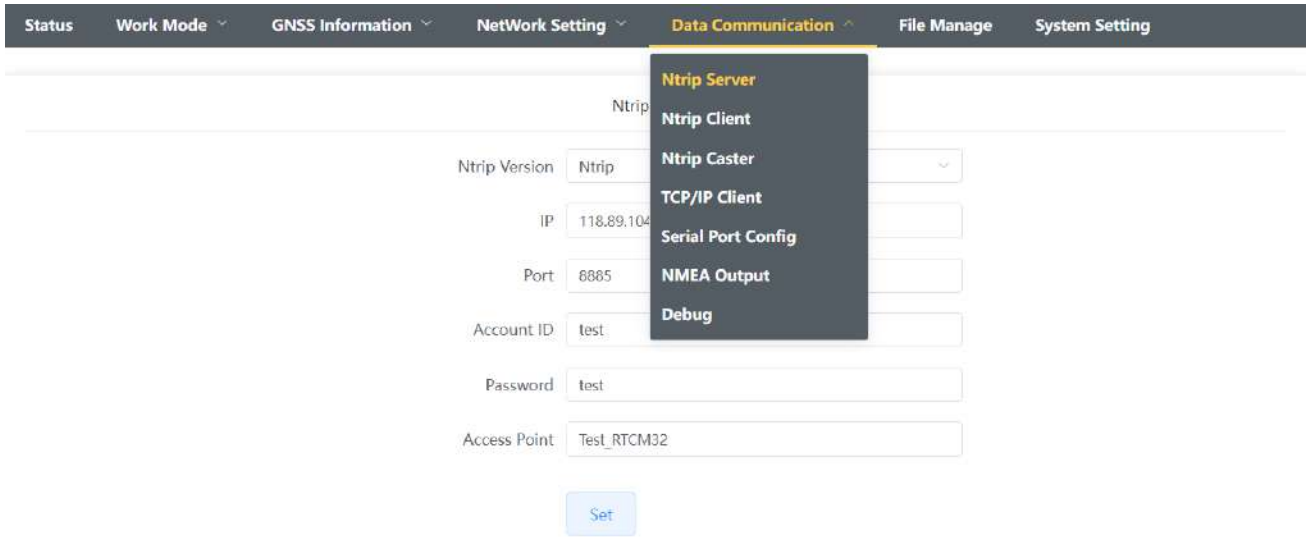 Status Work Mode GNSS Information NetWork Setting Data Communication File Manage System Setting
Ntrip Server
Ntrip Client
Ntrip Caster
TCP/IP Client
Serial Port Config
NMEA Output
Debug
Ntrip
Ntrip Version Ntrip
IP 118.89.104
Port 8885
Account ID test
Password test
Access Point Test_RTCM32
Set